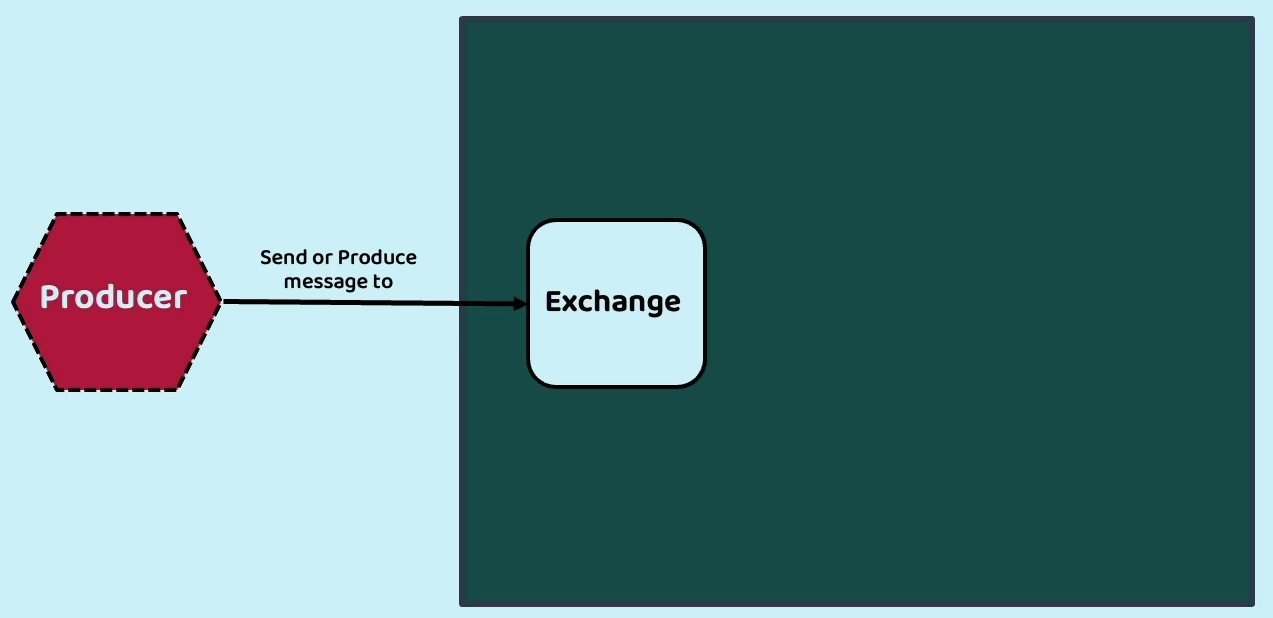 Send or Produce
message to
Producer
Exchange